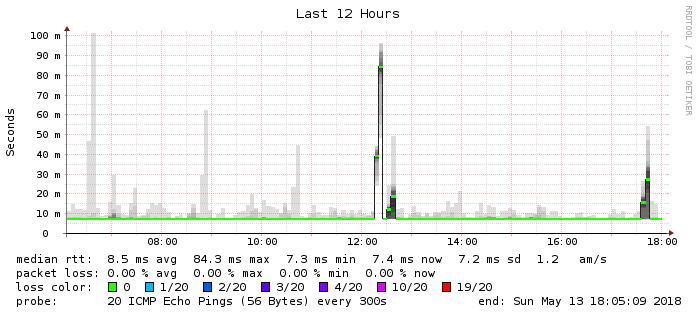 Last 12 Hours
RRDTOOL / TOBI OETIKER
Seconds
100 m
90 m
80 m
70 m
60 m
50 m
40 m
30 m
20 m
10 m
0
08:00 10:00 12:00 14:00 16:00 18:00
median rtt: 8.5 ms avg 84.3 ms max 7.3 ms min 7.4 ms now 7.2 ms sd 1.2 am/s
packet loss: 0.00 % avg 0.00 % max 0.00 % min 0.00 % now
loss color: 0 1/20 2/20 3/20 4/20 10/20 19/20
probe: 20 ICMP Echo Pings (56 Bytes) every 300s end: Sun May 13 18:05:09 2018